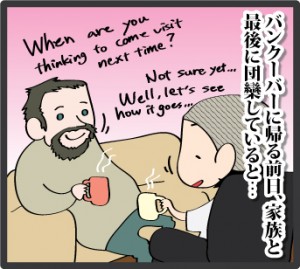 バンクーバーに帰る前日、家族と
最後に団欒していると…
When are you
thinking to come visit
next time?
Not sure yet...
Well, let's see
how it goes...